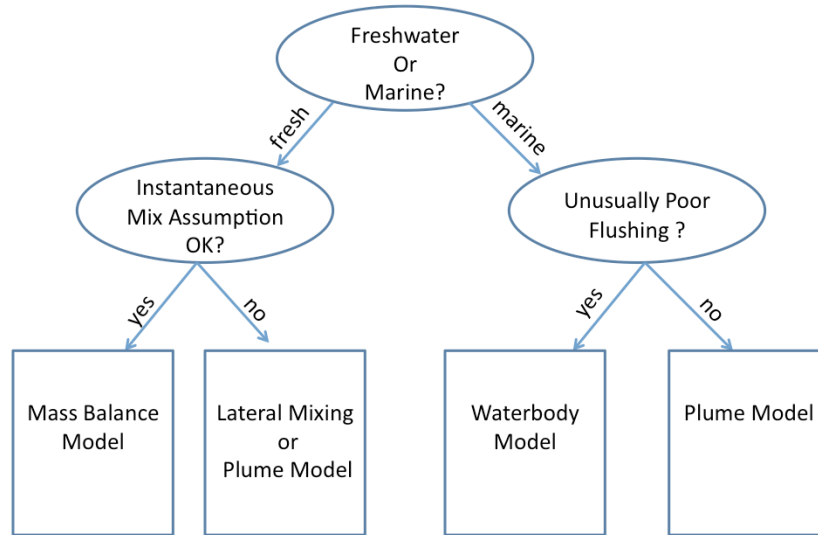 Freshwater
Or
Marine?
fresh
marine
Instantaneous
Mix Assumption
OK?
Unusually Poor
Flushing ?
yes
no
yes
no
Mass Balance
Model
Lateral Mixing
or
Plume Model
Waterbody
Model
Plume Model